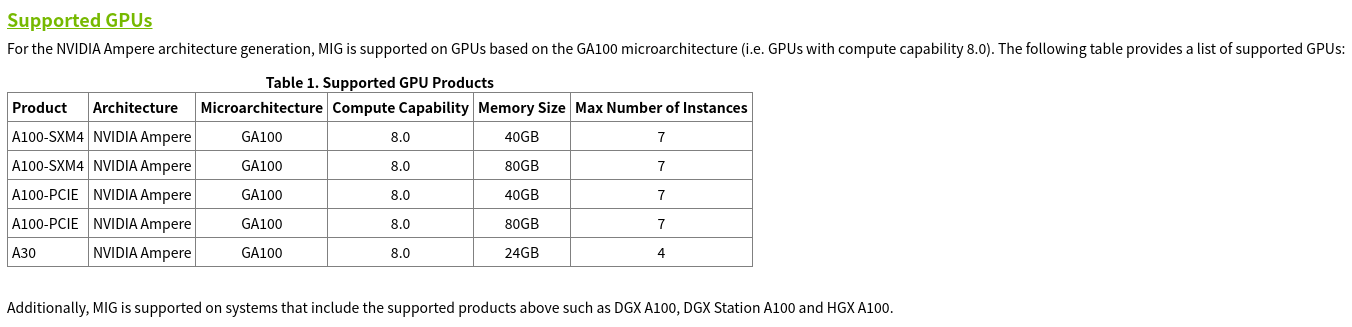 Supported GPUs
For the NVIDIA Ampere architecture generation, MIG is supported on GPUs based on the GA100 microarchitecture (i.e. GPUs with compute capability 8.0). The following table provides a list of supported GPUs:
Table 1. Supported GPU Products
Product Architecture Microarchitecture Compute Capability Memory Size Max Number of Instances
A100-SXM4 NVIDIA Ampere GA100 8.0 40GB 7
A100-SXM4 NVIDIA Ampere GA100 8.0 80GB 7
A100-PCIE NVIDIA Ampere GA100 8.0 40GB 7
A100-PCIE NVIDIA Ampere GA100 8.0 80GB 7
A30 NVIDIA Ampere GA100 8.0 24GB 4
Additionally, MIG is supported on systems that include the supported products above such as DGX A100, DGX Station A100 and HGX A100.